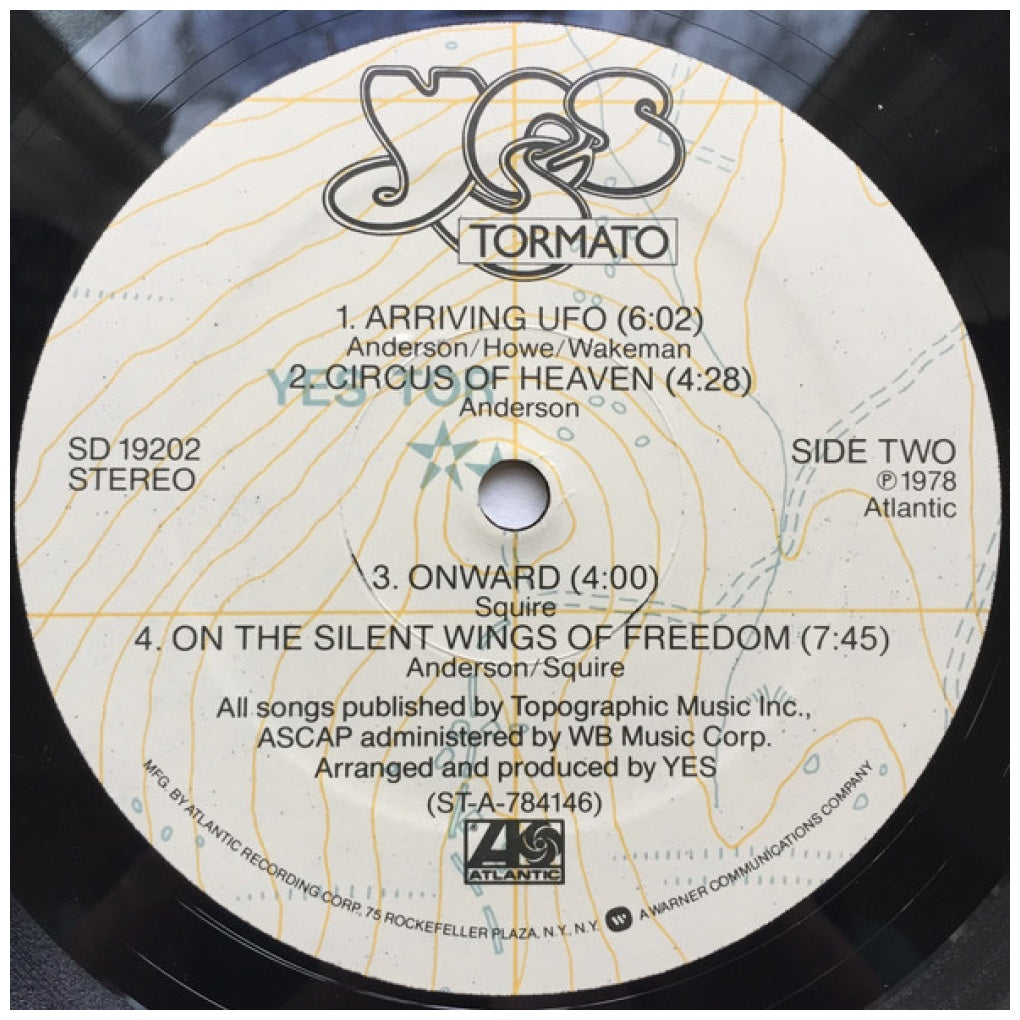 YES
TORMATO
1. ARRIVING UFO (6:02)
Anderson/Howe/Wakeman
YES TOR
2. CIRCUS OF HEAVEN (4:28)
Anderson
SD 19202
STEREO
SIDE TWO
℗ 1978
Atlantic
3. ONWARD (4:00)
Squire
4. ON THE SILENT WINGS OF FREEDOM (7:45)
Anderson/Squire
All songs published by Topographic Music Inc.,
ASCAP administered by WB Music Corp.
Arranged and produced by YES
(ST-A-784146)
ATLANTIC
MFG. BY ATLANTIC RECORDING CORP., 75 ROCKEFELLER PLAZA, N.Y., N.Y. A WARNER COMMUNICATIONS COMPANY